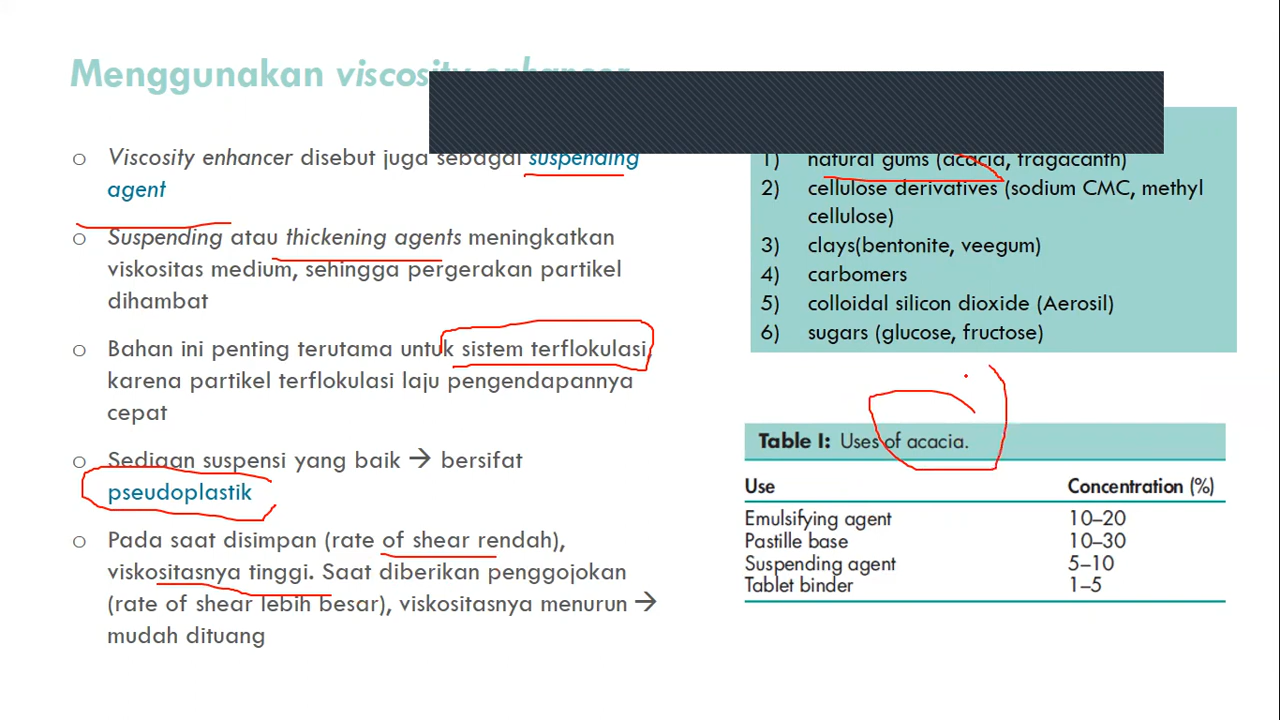 Menggunakan viscosity enhancer
o Viscosity enhancer disebut juga sebagai suspending
agent
o Suspending atau thickening agents meningkatkan
viskositas medium, sehingga pergerakan partikel
dihambat
o Bahan ini penting terutama untuk sistem terflokulasi,
karena partikel terflokulasi laju pengendapannya
cepat
o Sediaan suspensi yang baik → bersifat
pseudoplastik
o Pada saat disimpan (rate of shear rendah),
viskositasnya tinggi. Saat diberikan penggojokan
(rate of shear lebih besar), viskositasnya menurun →
mudah dituang
1) natural gums (acacia, tragacanth)
2) cellulose derivatives (sodium CMC, methyl
cellulose)
3) clays(bentonite, veegum)
4) carbomers
5) colloidal silicon dioxide (Aerosil)
6) sugars (glucose, fructose)
Table I: Uses of acacia.
Use Concentration (%)
Emulsifying agent 10–20
Pastille base 10–30
Suspending agent 5–10
Tablet binder 1–5